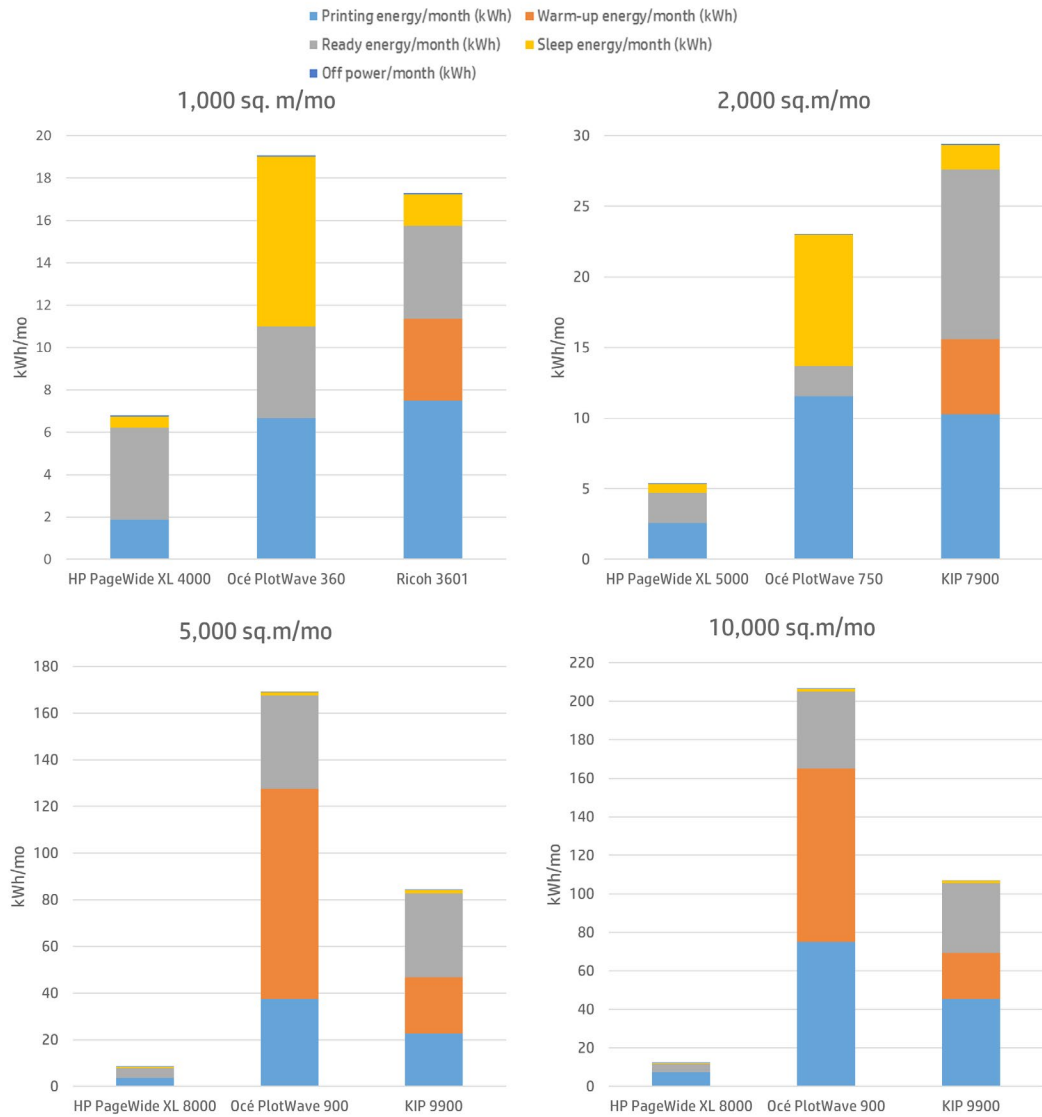 Printing energy/month (kWh) Warm-up energy/month (kWh)
Ready energy/month (kWh) Sleep energy/month (kWh)
Off power/month (kWh)
1,000 sq. m/mo
20
18
16
14
12
10
8
6
4
2
0
kWh/mo
HP PageWide XL 4000 Océ PlotWave 360 Ricoh 3601
2,000 sq.m/mo
30
25
20
15
10
5
0
kWh/mo
HP PageWide XL 5000 Océ PlotWave 750 KIP 7900
5,000 sq.m/mo
180
160
140
120
100
80
60
40
20
0
kWh/mo
HP PageWide XL 8000 Océ PlotWave 900 KIP 9900
10,000 sq.m/mo
220
200
180
160
140
120
100
80
60
40
20
0
kWh/mo
HP PageWide XL 8000 Océ PlotWave 900 KIP 9900